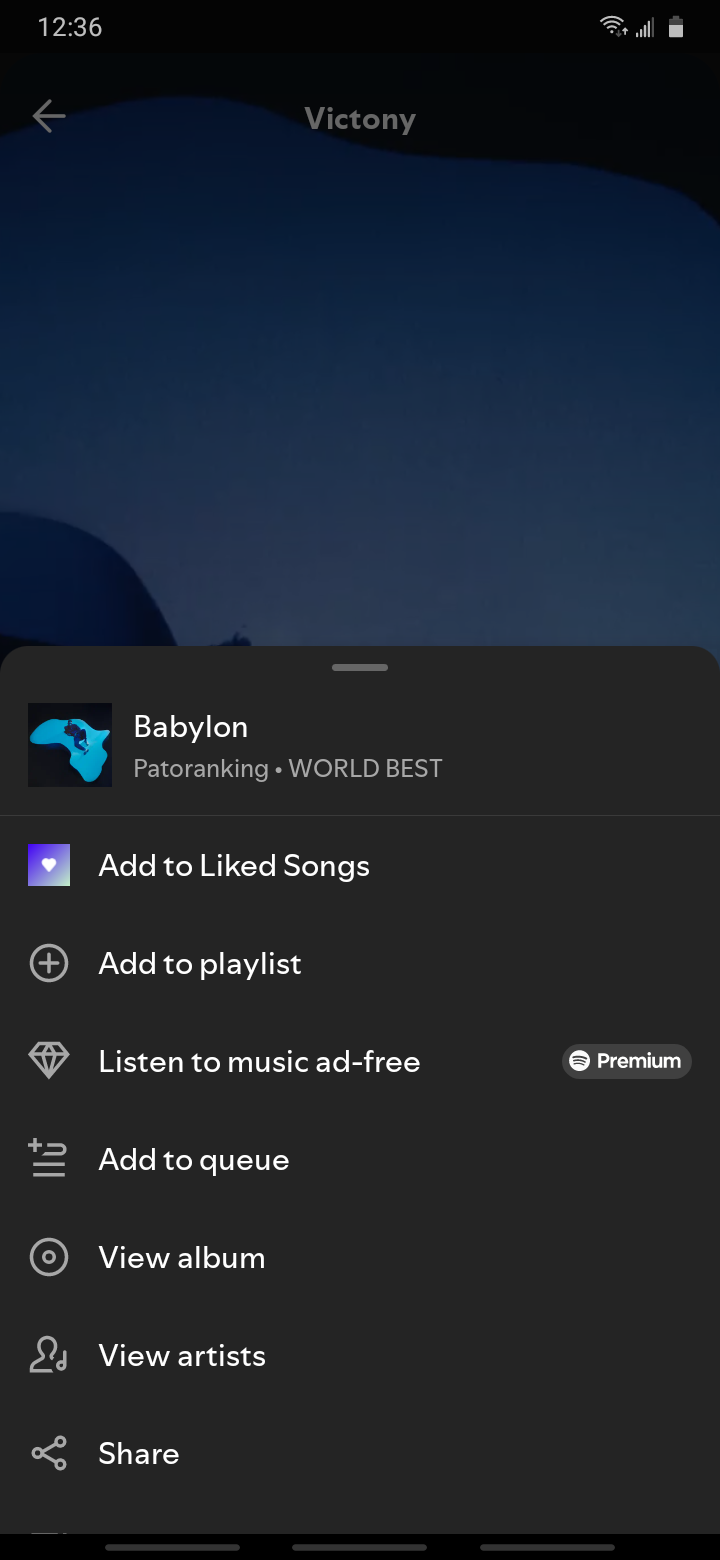 12:36
Victony
Babylon
Patoranking • WORLD BEST
Add to Liked Songs
Add to playlist
Listen to music ad-free Premium
Add to queue
View album
View artists
Share